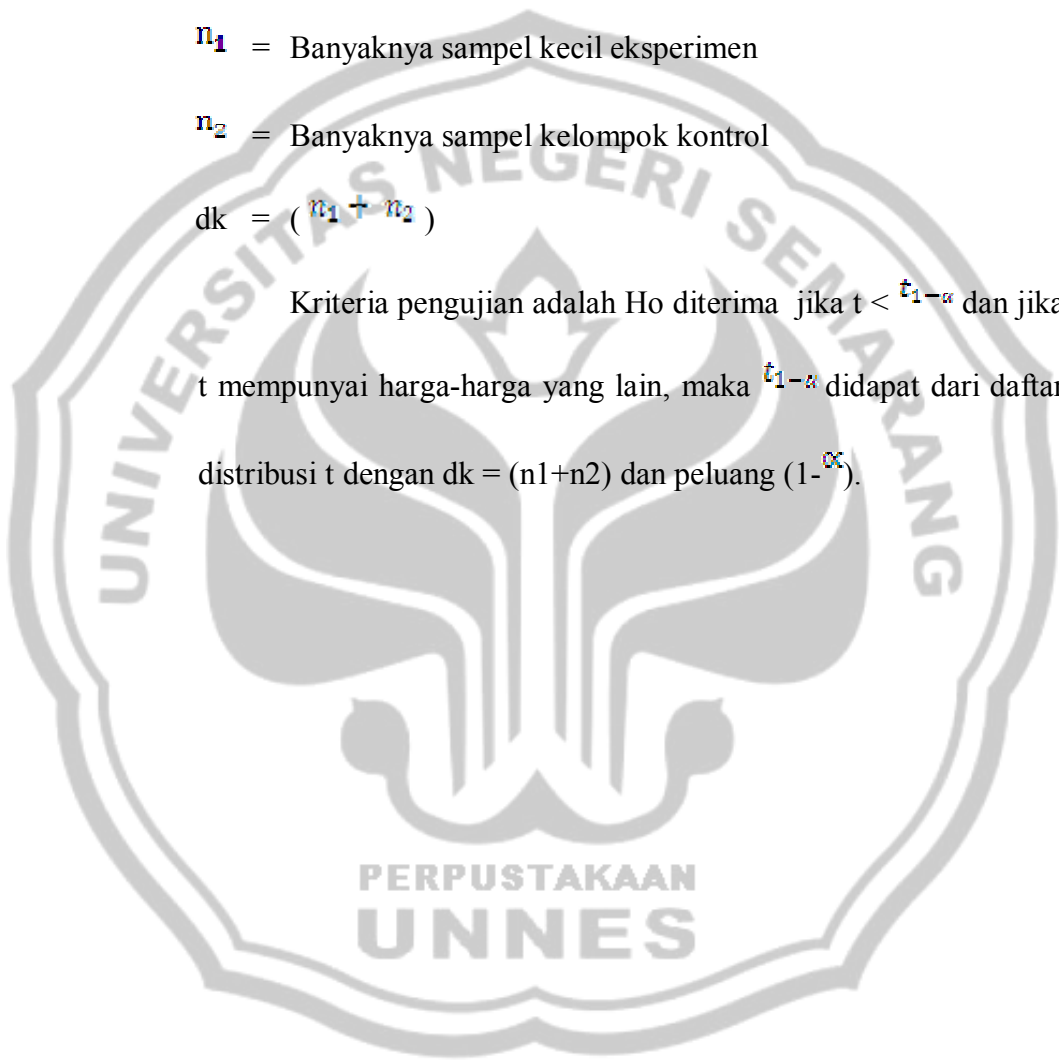 n₁ = Banyaknya sampel kecil eksperimen
n₂ = Banyaknya sampel kelompok kontrol
dk = ( n₁ + n₂ )
Kriteria pengujian adalah Ho diterima jika t < t₁₋α dan jika
t mempunyai harga-harga yang lain, maka t₁₋α didapat dari daftar
distribusi t dengan dk = (n1+n2) dan peluang (1-α).
UNIVERSITAS NEGERI SEMARANG
PERPUSTAKAAN
UNNES